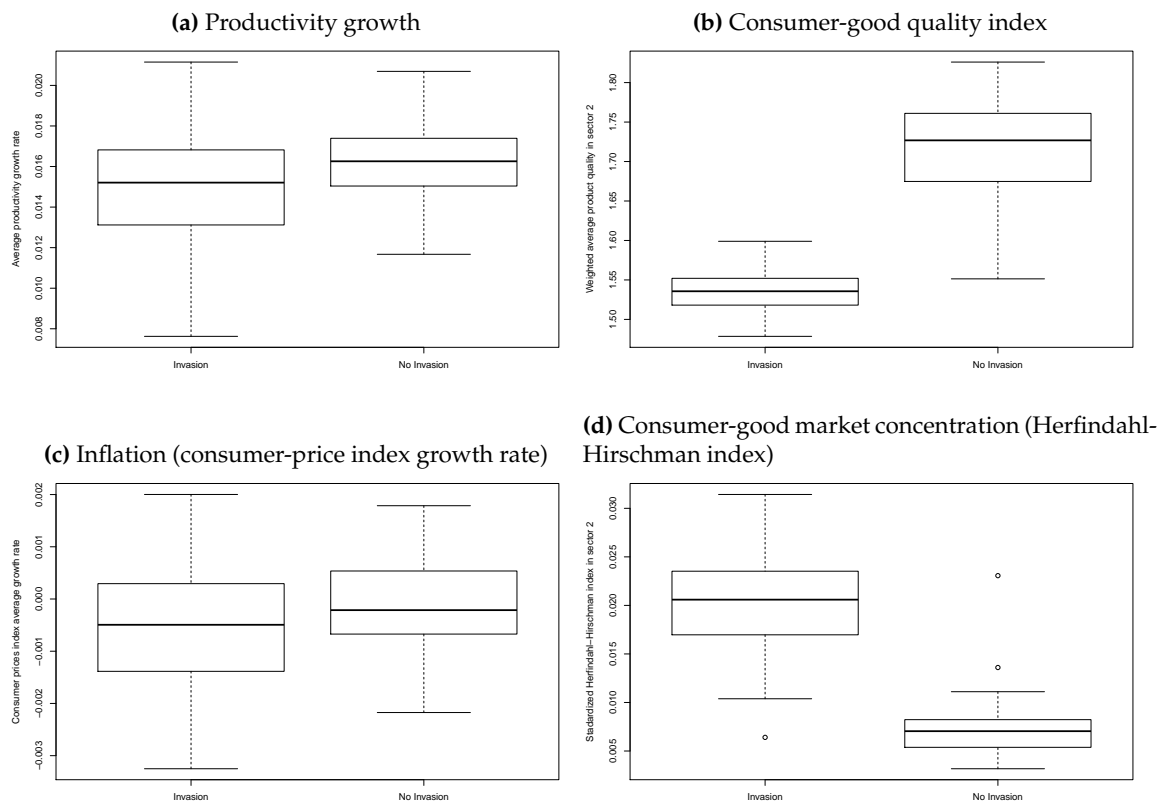 (a) Productivity growth
Average productivity growth rate
0.020
0.018
0.016
0.014
0.012
0.010
0.008
Invasion
No Invasion
(b) Consumer-good quality index
Weighted average product quality in sector 2
1.80
1.75
1.70
1.60
1.55
1.50
Invasion
No Invasion
(c) Inflation (consumer-price index growth rate)
Consumer prices index average growth rate
0.002
0.001
0.000
-0.001
-0.002
-0.003
Invasion
No Invasion
(d) Consumer-good market concentration (Herfindahl-
Hirschman index)
Stadardized Herfindahl-Hirschman index in sector 2
0.030
0.025
0.020
0.015
0.010
0.005
Invasion
No Invasion